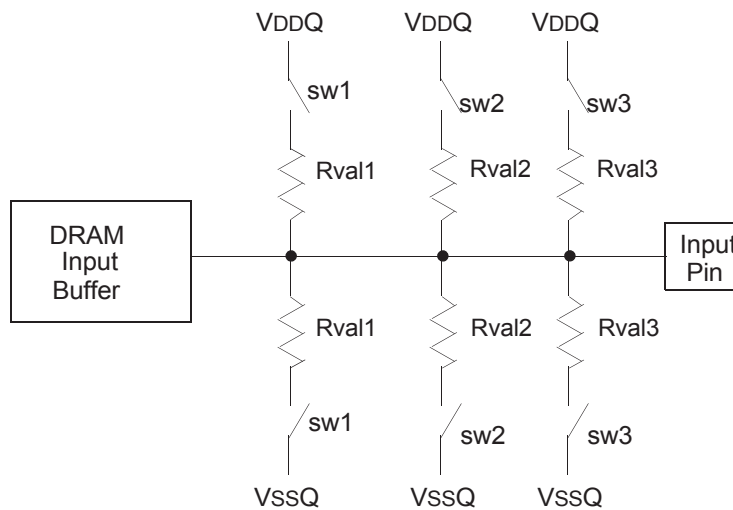 VDDQ VDDQ VDDQ
sw1 sw2 sw3
Rval1 Rval2 Rval3
DRAM
Input
Buffer
Input
Pin
Rval1 Rval2 Rval3
sw1 sw2 sw3
VSSQ VSSQ VSSQ